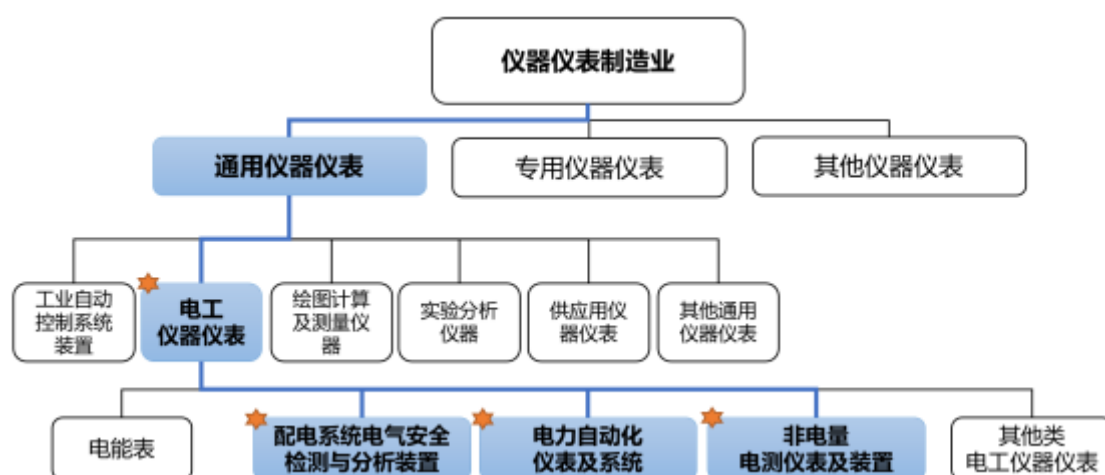 仪器仪表制造业
通用仪器仪表
专用仪器仪表
其他仪器仪表
工业自动
控制系统
装置
电工
仪器仪表
绘图计算
及测量仪
器
实验分析
仪器
供应用仪
器仪表
其他通用
仪器仪表
电能表
配电系统电气安全
检测与分析装置
电力自动化
仪表及系统
非电量
电测仪表及装置
其他类
电工仪器仪表